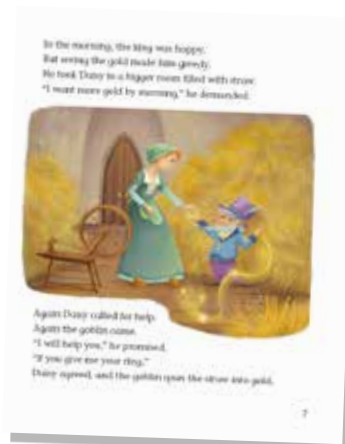 In the morning, the king was happy.
But seeing the gold made him greedy.
He took Daisy to a bigger room filled with straw.
"I want more gold by morning," he demanded.
Again Daisy called for help.
Again the goblin came.
"I will help you," he promised.
"If you give me your ring."
Daisy agreed, and the goblin spun the straw into gold.
7